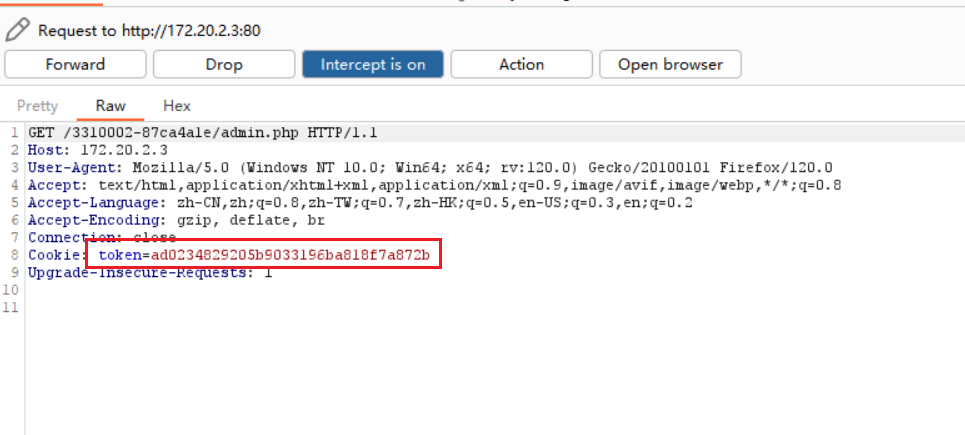 Request to http://172.20.2.3:80
Forward Drop Intercept is on Action Open browser
Pretty Raw Hex
1 GET /3310002-87ca4a1e/admin.php HTTP/1.1
2 Host: 172.20.2.3
3 User-Agent: Mozilla/5.0 (Windows NT 10.0; Win64; x64; rv:120.0) Gecko/20100101 Firefox/120.0
4 Accept: text/html,application/xhtml+xml,application/xml;q=0.9,image/avif,image/webp,*/*;q=0.8
5 Accept-Language: zh-CN,zh;q=0.8,zh-TW;q=0.7,zh-HK;q=0.5,en-US;q=0.3,en;q=0.2
6 Accept-Encoding: gzip, deflate, br
7 Connection: close
8 Cookie: token=ad0234829205b9033196ba818f7a872b
9 Upgrade-Insecure-Requests: 1
10
11